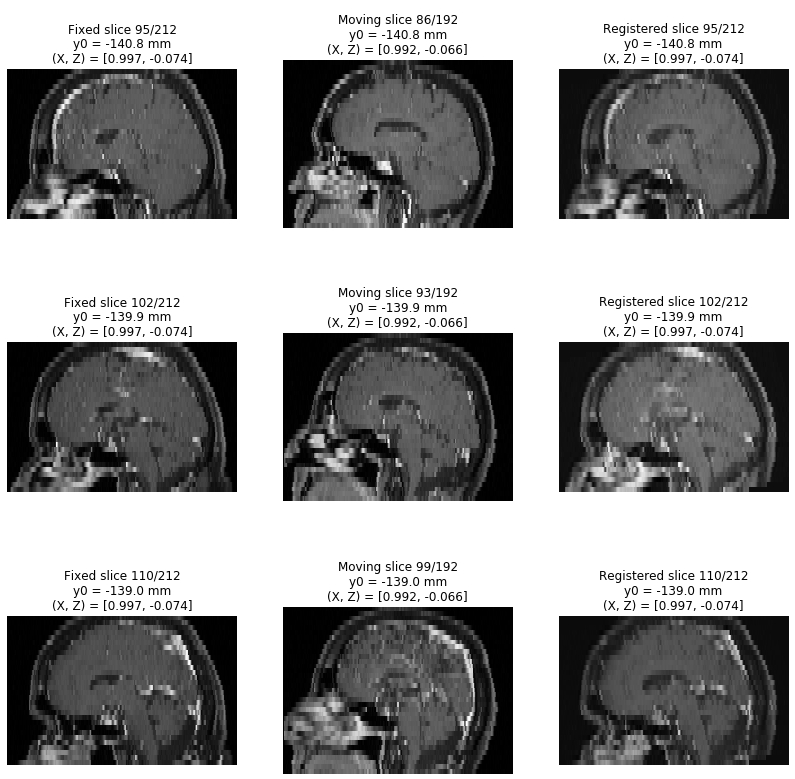 Fixed slice 95/212
y0 = -140.8 mm
(X, Z) = [0.997, -0.074]
Moving slice 86/192
y0 = -140.8 mm
(X, Z) = [0.992, -0.066]
Registered slice 95/212
y0 = -140.8 mm
(X, Z) = [0.997, -0.074]
Fixed slice 102/212
y0 = -139.9 mm
(X, Z) = [0.997, -0.074]
Moving slice 93/192
y0 = -139.9 mm
(X, Z) = [0.992, -0.066]
Registered slice 102/212
y0 = -139.9 mm
(X, Z) = [0.997, -0.074]
Fixed slice 110/212
y0 = -139.0 mm
(X, Z) = [0.997, -0.074]
Moving slice 99/192
y0 = -139.0 mm
(X, Z) = [0.992, -0.066]
Registered slice 110/212
y0 = -139.0 mm
(X, Z) = [0.997, -0.074]